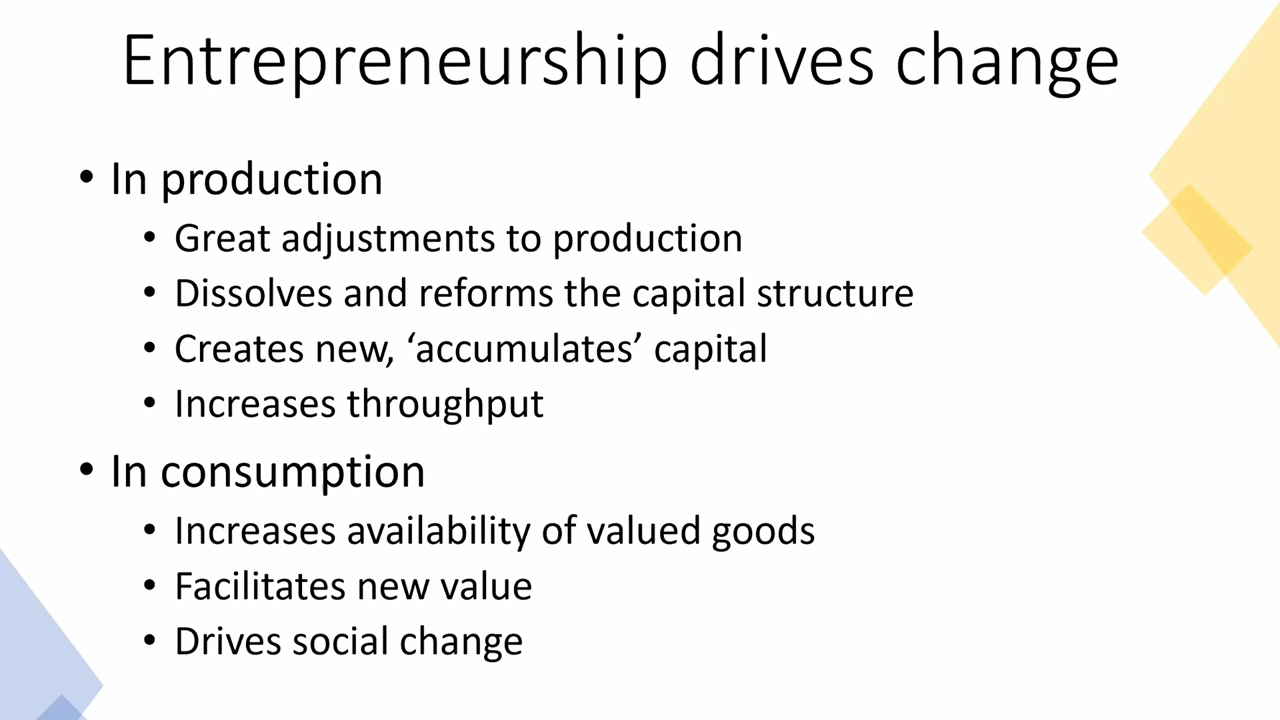 Entrepreneurship drives change
• In production
• Great adjustments to production
• Dissolves and reforms the capital structure
• Creates new, ‘accumulates’ capital
• Increases throughput
• In consumption
• Increases availability of valued goods
• Facilitates new value
• Drives social change